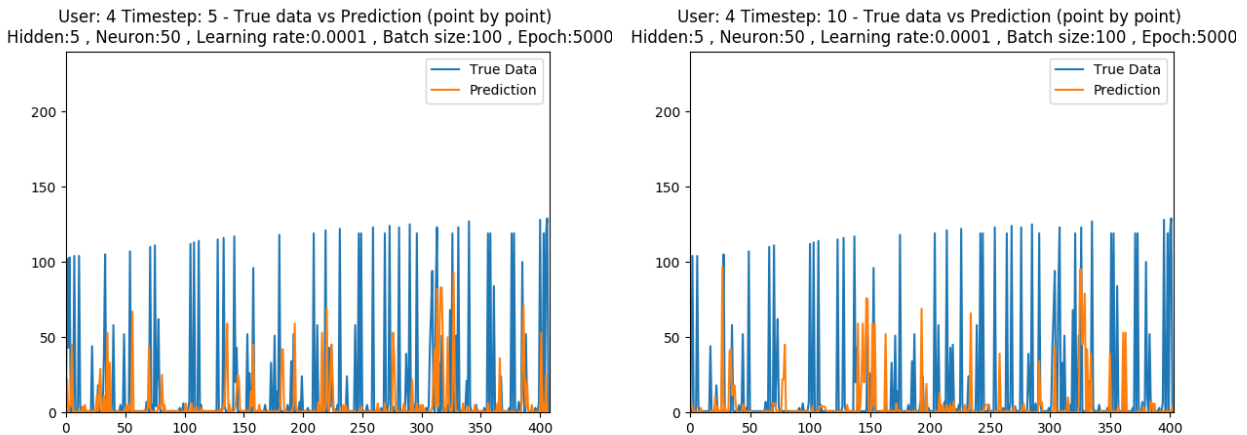 User: 4 Timestep: 5 - True data vs Prediction (point by point)
Hidden:5 , Neuron:50 , Learning rate:0.0001 , Batch size:100 , Epoch:5000
True Data
Prediction
200
150
100
50
0
0 50 100 150 200 250 300 350 400
User: 4 Timestep: 10 - True data vs Prediction (point by point)
Hidden:5 , Neuron:50 , Learning rate:0.0001 , Batch size:100 , Epoch:5000
True Data
Prediction
200
150
100
50
0
0 50 100 150 200 250 300 350 400